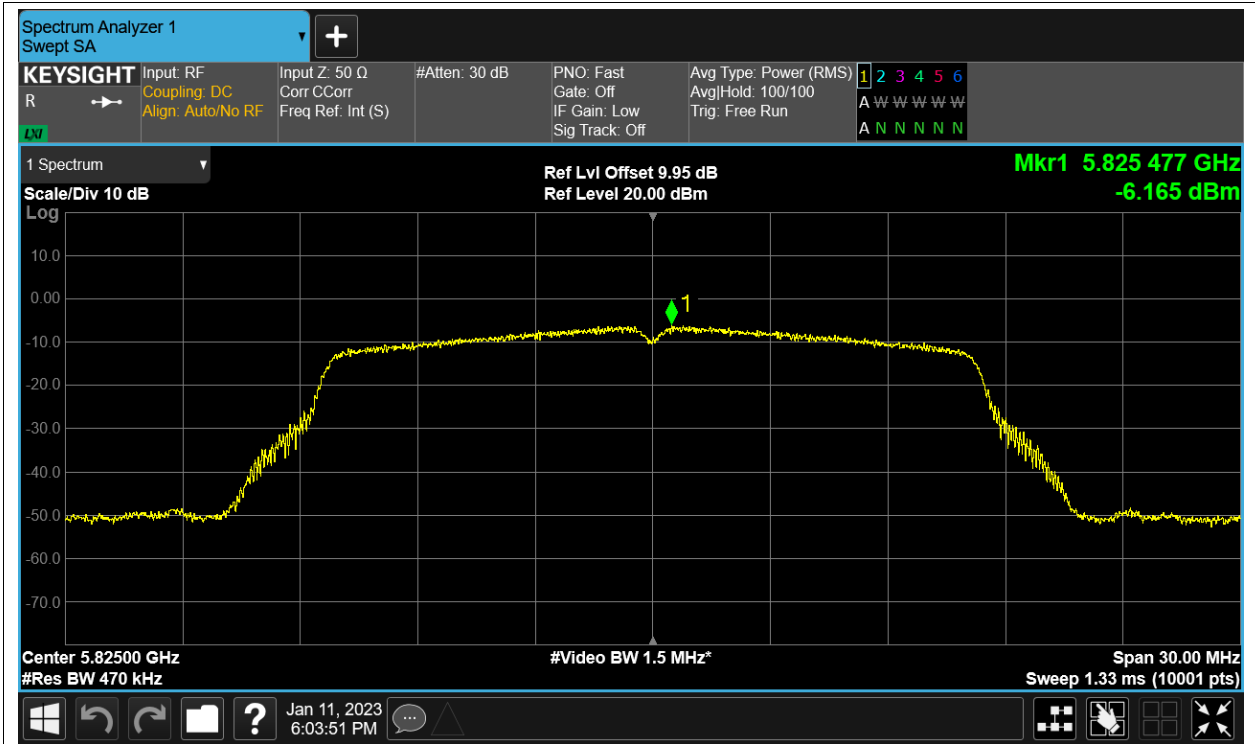 Spectrum Analyzer 1
Swept SA
KEYSIGHT
R
LXI
Input: RF
Coupling: DC
Align: Auto/No RF
Input Z: 50 Ω
Corr CCorr
Freq Ref: Int (S)
#Atten: 30 dB
PNO: Fast
Gate: Off
IF Gain: Low
Sig Track: Off
Avg Type: Power (RMS)
Avg|Hold: 100/100
Trig: Free Run
1 2 3 4 5 6
A W W W W W
A N N N N N
1 Spectrum
Scale/Div 10 dB
Ref Lvl Offset 9.95 dB
Ref Level 20.00 dBm
Mkr1 5.825 477 GHz
-6.165 dBm
Log
10.0
0.00
-10.0
-20.0
-30.0
-40.0
-50.0
-60.0
-70.0
1
Center 5.82500 GHz
#Res BW 470 kHz
#Video BW 1.5 MHz*
Span 30.00 MHz
Sweep 1.33 ms (10001 pts)
?
Jan 11, 2023
6:03:51 PM